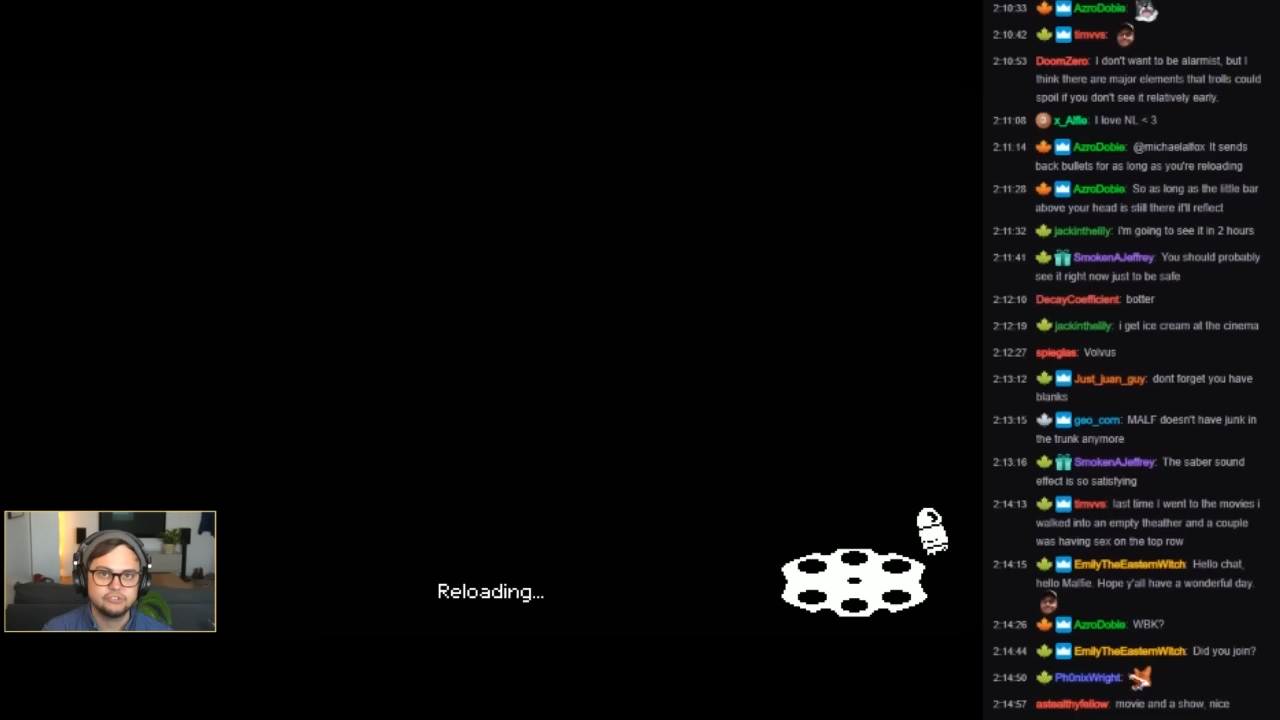 Reloading...
2:10:33 AzroDobie:
2:10:42 timvvs:
2:10:53 DoomZero: I don't want to be alarmist, but I
think there are major elements that trolls could
spoil if you don't see it relatively early.
2:11:08 x_Alfie: I love NL < 3
2:11:14 AzroDobie: @michaelalfox It sends
back bullets for as long as you're reloading
2:11:28 AzroDobie: So as long as the little bar
above your head is still there it'll reflect
2:11:32 jackinthelily: I'm going to see it in 2 hours
2:11:41 SmokenAJeffrey: You should probably
see it right now just to be safe
2:12:10 DecayCoefficient: botter
2:12:19 jackinthelily: i get ice cream at the cinema
2:12:27 spieglas: Volvus
2:13:12 Just_juan_guy: dont forget you have
blanks
2:13:15 geo_corn: MALF doesn't have junk in
the trunk anymore
2:13:16 SmokenAJeffrey: The saber sound
effect is so satisfying
2:14:13 timvvs: last time I went to the movies i
walked into an empty theather and a couple
was having sex on the top row
2:14:15 EmilyTheEasternWitch: Hello chat,
hello Malfie. Hope y'all have a wonderful day.
2:14:26 AzroDobie: WBK?
2:14:44 EmilyTheEasternWitch: Did you join?
2:14:50 Ph0nixWright:
2:14:57 astealthyfellow: movie and a show, nice